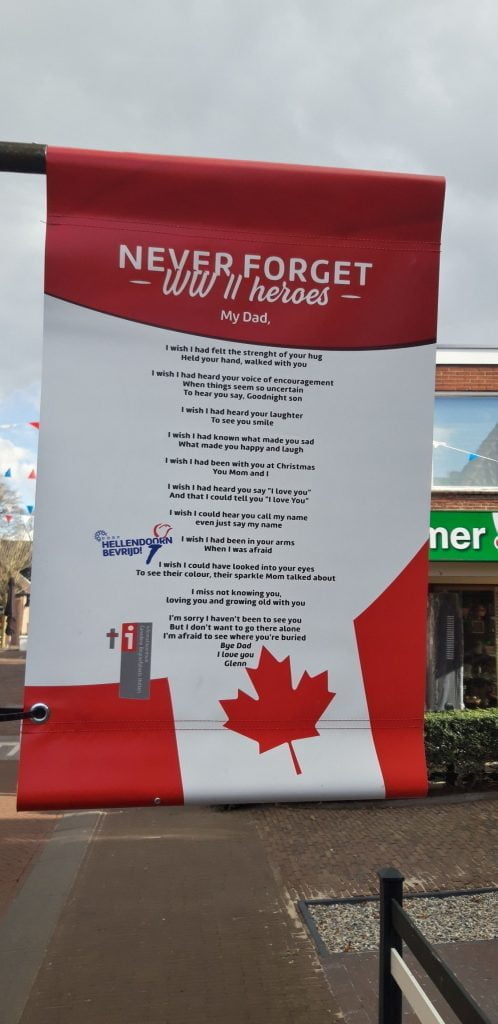 NEVER FORGET
WW II heroes
My Dad,
I wish I had felt the strenght of your hug
Held your hand, walked with you
I wish I had heard your voice of encouragement
When things seem so uncertain
To hear you say, Goodnight son
I wish I had heard your laughter
To see you smile
I wish I had known what made you sad
What made you happy and laugh
I wish I had been with you at Christmas
You Mom and I
I wish I had heard you say "I love you"
And that I could tell you "I love You"
I wish I could hear you call my name
even just say my name
I wish I had been in your arms
When I was afraid
I wish I could have looked into your eyes
To see their colour, their sparkle Mom talked about
I miss not knowing you,
loving you and growing old with you
I'm sorry I haven't been to see you
But I don't want to go there alone
I'm afraid to see where you're buried
Bye Dad
I love you
Glenn
HELLENDOORN
BEVRIJD!
mer